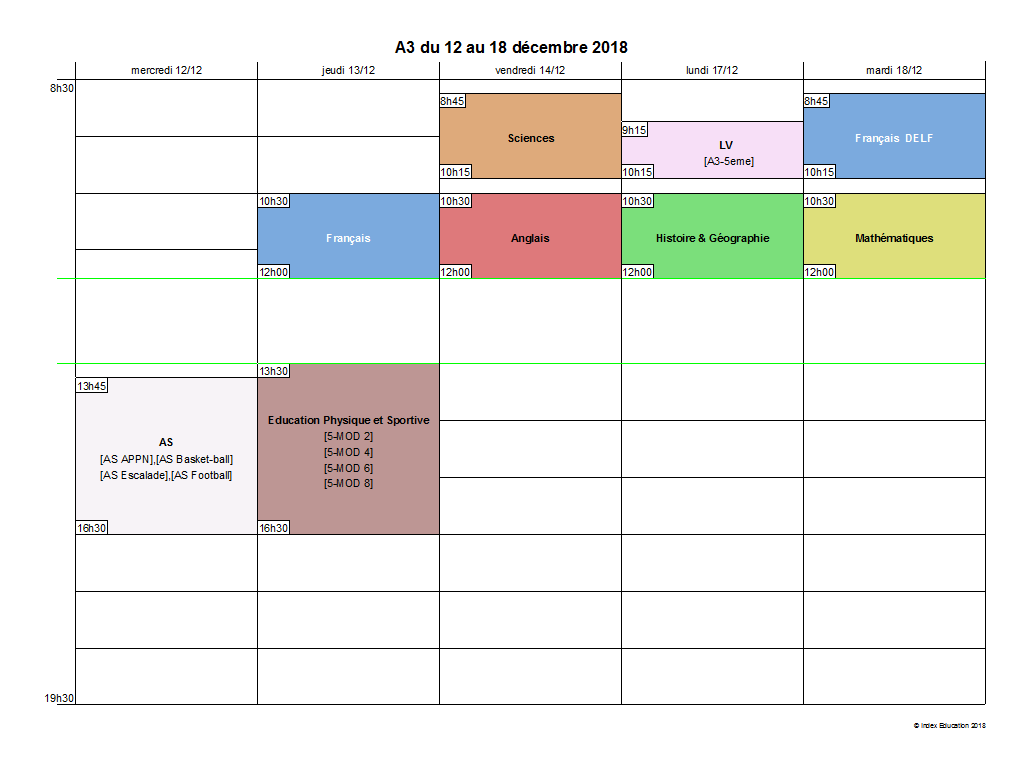 A3 du 12 au 18 décembre 2018
mercredi 12/12
jeudi 13/12
vendredi 14/12
lundi 17/12
mardi 18/12
8h30
8h45
Sciences
10h15
9h15
LV
[A3-5eme]
10h15
8h45
Français DELF
10h15
10h30
Français
12h00
10h30
Anglais
12h00
10h30
Histoire & Géographie
12h00
10h30
Mathématiques
12h00
13h45
AS
[AS APPN],[AS Basket-ball]
[AS Escalade],[AS Football]
16h30
13h30
Education Physique et Sportive
[5-MOD 2]
[5-MOD 4]
[5-MOD 6]
[5-MOD 8]
16h30
19h30
© Index Education 2018